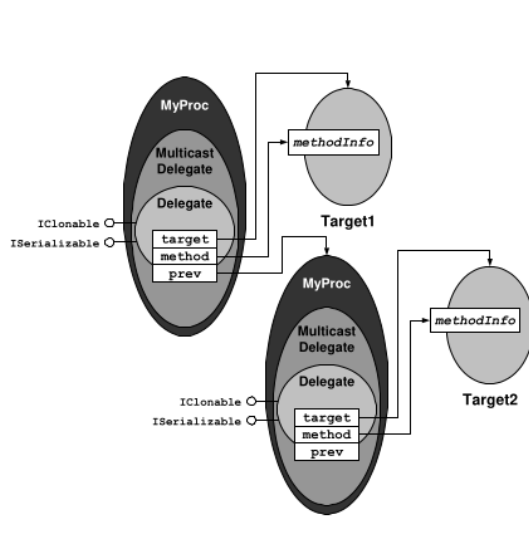 MyProc
methodInfo
Multicast
Delegate
Delegate
IClonable
Target1
ISerializable
target
method
prev
MyProc
methodInfo
Multicast
Delegate
Delegate
Target2
IClonable
ISerializable
target
method
prev